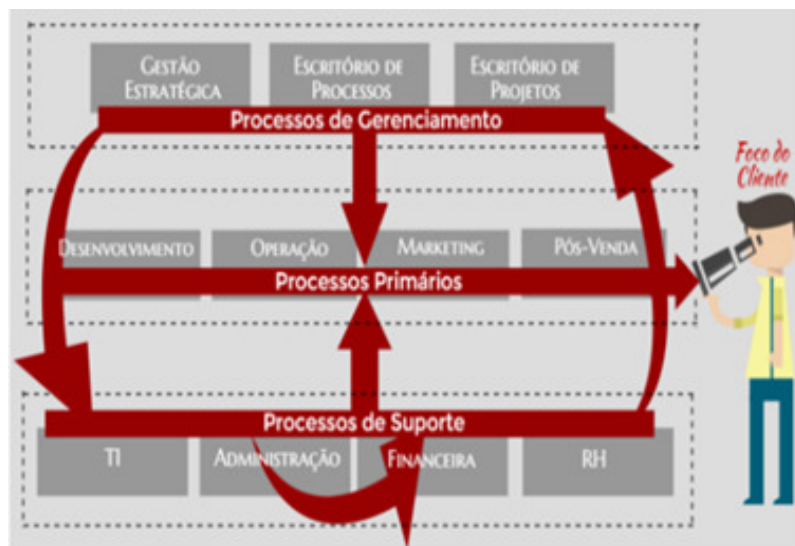 GESTÃO
ESTRATÉGICA
ESCRITÓRIO DE
PROCESSOS
ESCRITÓRIO DE
PROJETOS
Processos de Gerenciamento
Foco do
Cliente
DESENVOLVIMENTO
OPERAÇÃO
MARKETING
PÓS-VENDA
Processos Primários
Processos de Suporte
TI
ADMINISTRAÇÃO
FINANCEIRA
RH